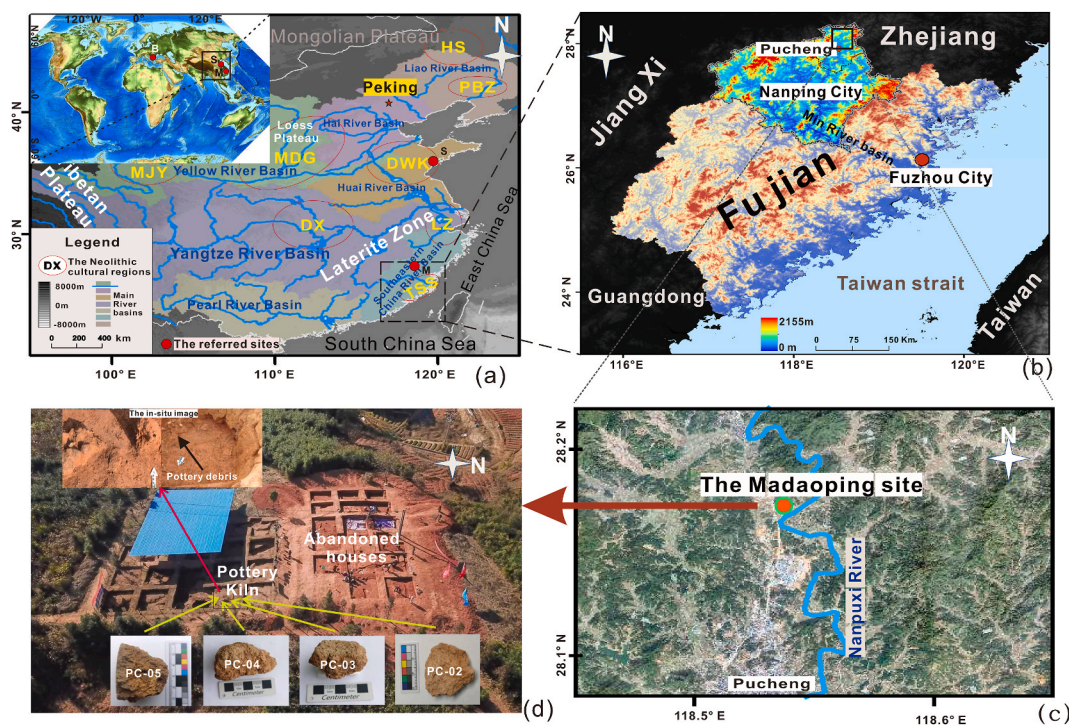 120°W
0°
120°E
80°N
40°N
0°
B
S
M
Mongolian Plateau
HS
Liao River Basin
PBZ
Peking
Hai River Basin
Loess
Plateau
MDG
DWK
S
MJY
Yellow River Basin
Huai River Basin
Tibetan
Plateau
DX
LZ
Laterite Zone
Yangtze River Basin
Southeastern
China River Basin
M
TSS
East China Sea
Pearl River Basin
South China Sea
N
40°N
30°N
100°E
110°E
120°E
(a)
Legend
DX
The Neolithic
cultural regions
8000m
0m
-8000m
Main
River
basins
0 200 400
km
The referred sites
N
28°N
26°N
24°N
116°E
118°E
120°E
Pucheng
Zhejiang
Jiang Xi
Nanping City
Min River basin
Fujian
Fuzhou City
Taiwan strait
Guangdong
Taiwan
2155m
0 m
0 75 150 Km
(b)
The in-situ image
Pottery debris
N
Abandoned
houses
Pottery
Kiln
PC-05
PC-04
PC-03
PC-02
Centimeter
Centimeter
(d)
28.2°N
28.1°N
N
The Madaoping site
Nanpuxi River
Pucheng
118.5°E
118.6°E
(c)